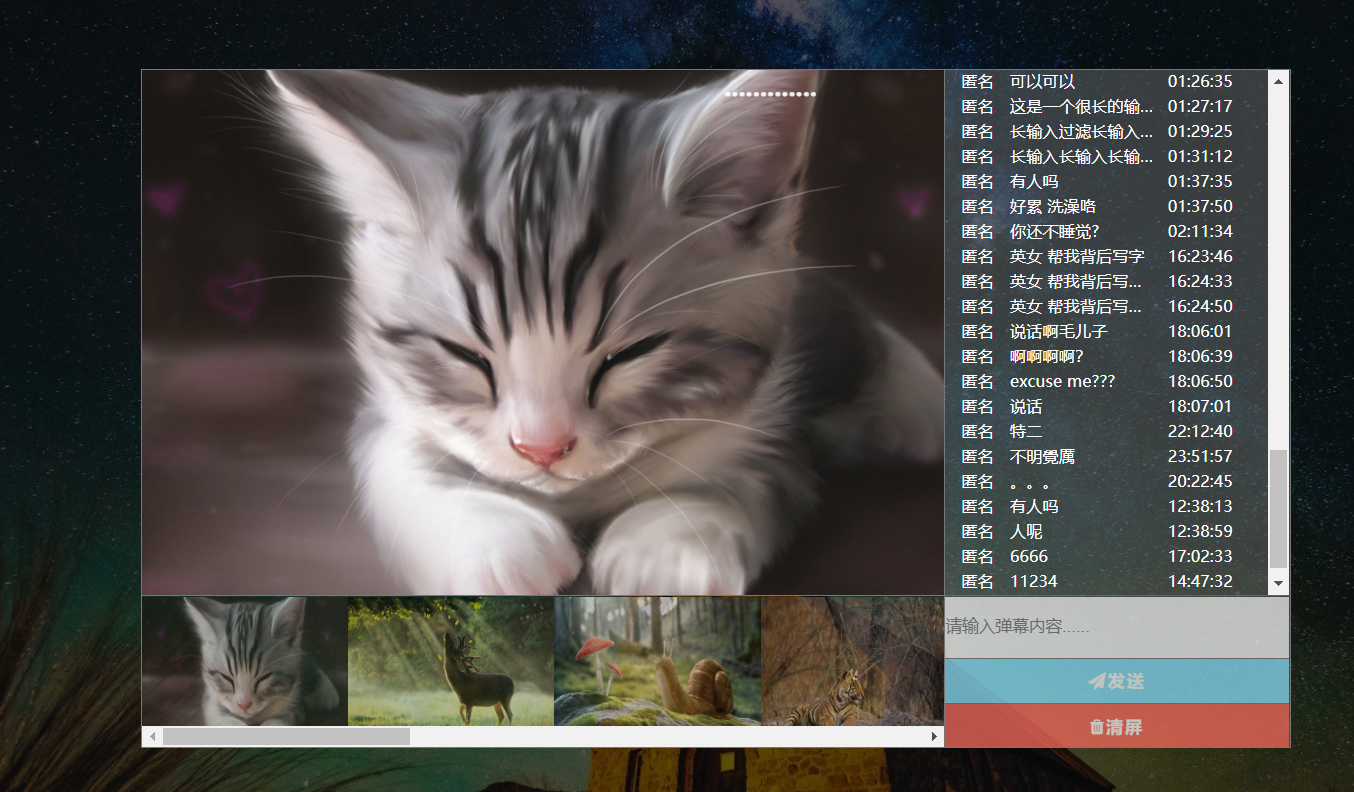 匿名 可以可以 01:26:35
匿名 这是一个很长的输... 01:27:17
匿名 长输入过滤长输入... 01:29:25
匿名 长输入长输入长输... 01:31:12
匿名 有人吗 01:37:35
匿名 好累 洗澡咯 01:37:50
匿名 你还不睡觉? 02:11:34
匿名 英女 帮我背后写字 16:23:46
匿名 英女 帮我背后写... 16:24:33
匿名 英女 帮我背后写... 16:24:50
匿名 说话啊毛儿子 18:06:01
匿名 啊啊啊啊? 18:06:39
匿名 excuse me??? 18:06:50
匿名 说话 18:07:01
匿名 特二 22:12:40
匿名 不明覺厲 23:51:57
匿名 。。。 20:22:45
匿名 有人吗 12:38:13
匿名 人呢 12:38:59
匿名 6666 17:02:33
匿名 11234 14:47:32
请输入弹幕内容......
发送
清屏